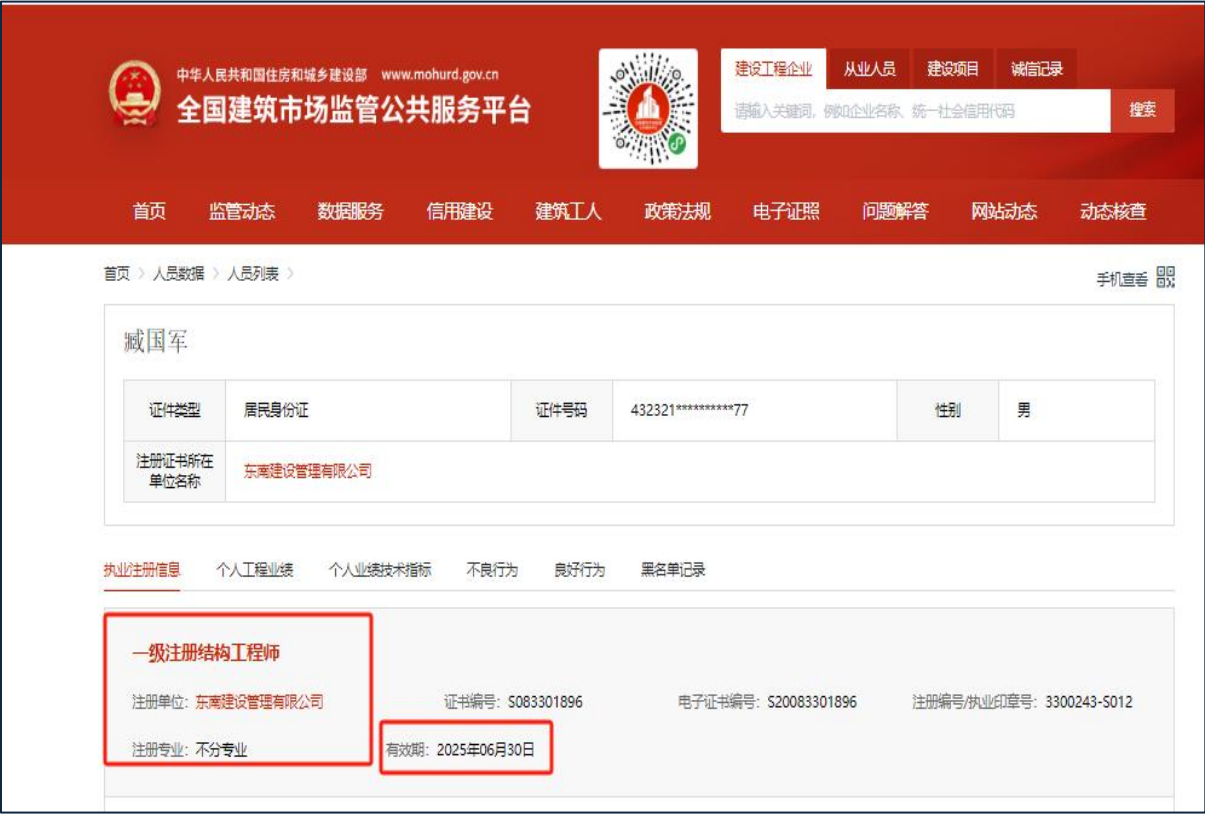 中华人民共和国住房和城乡建设部 www.mohurd.gov.cn
全国建筑市场监管公共服务平台
建设工程企业 从业人员 建设项目 诚信记录
请输入关键词，例如企业名称、统一社会信用代码 搜索
首页 监管动态 数据服务 信用建设 建筑工人 政策法规 电子证照 问题解答 网站动态 动态核查
首页 > 人员数据 > 人员列表 >
手机查看
臧国军
证件类型 居民身份证 证件号码 432321**********77 性别 男
注册证书所在
单位名称
东南建设管理有限公司
执业注册信息 个人工程业绩 个人业绩技术指标 不良行为 良好行为 黑名单记录
一级注册结构工程师
注册单位：东南建设管理有限公司 证书编号：S083301896 电子证书编号：S20083301896 注册编号/执业印章号：3300243-S012
注册专业：不分专业 有效期：2025年06月30日